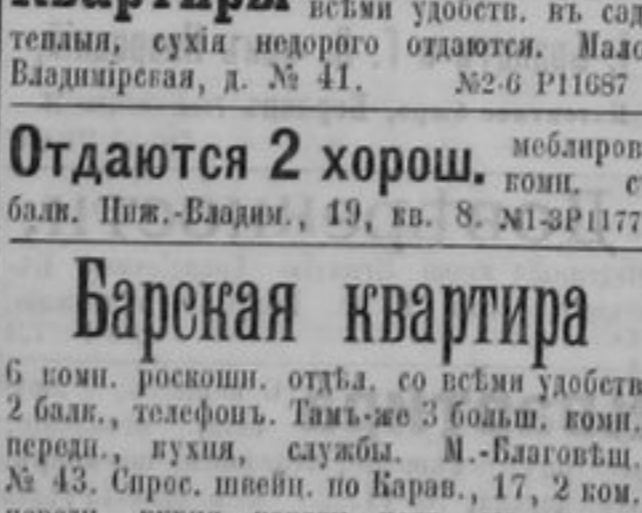 Квартиры всѣми удобств. въ
теплыя, сухія недорого отдаются.
Владимірская, д. № 41. №2-6 Р11687
Отдаются 2 хорош. меблиров
комн. с
балк. Ниж.-Владим., 19, кв. 8. №1-3Р1177
Барская квартира
6 комн. роскошн. отдѣл. со всѣми удобств
2 балк., телефонъ. Тамъ-же 3 больш. комн.
передн., кухня, службы. М.-Благовѣщ.
№ 43. Спрос. швейц. по Карав., 17, 2 ком.